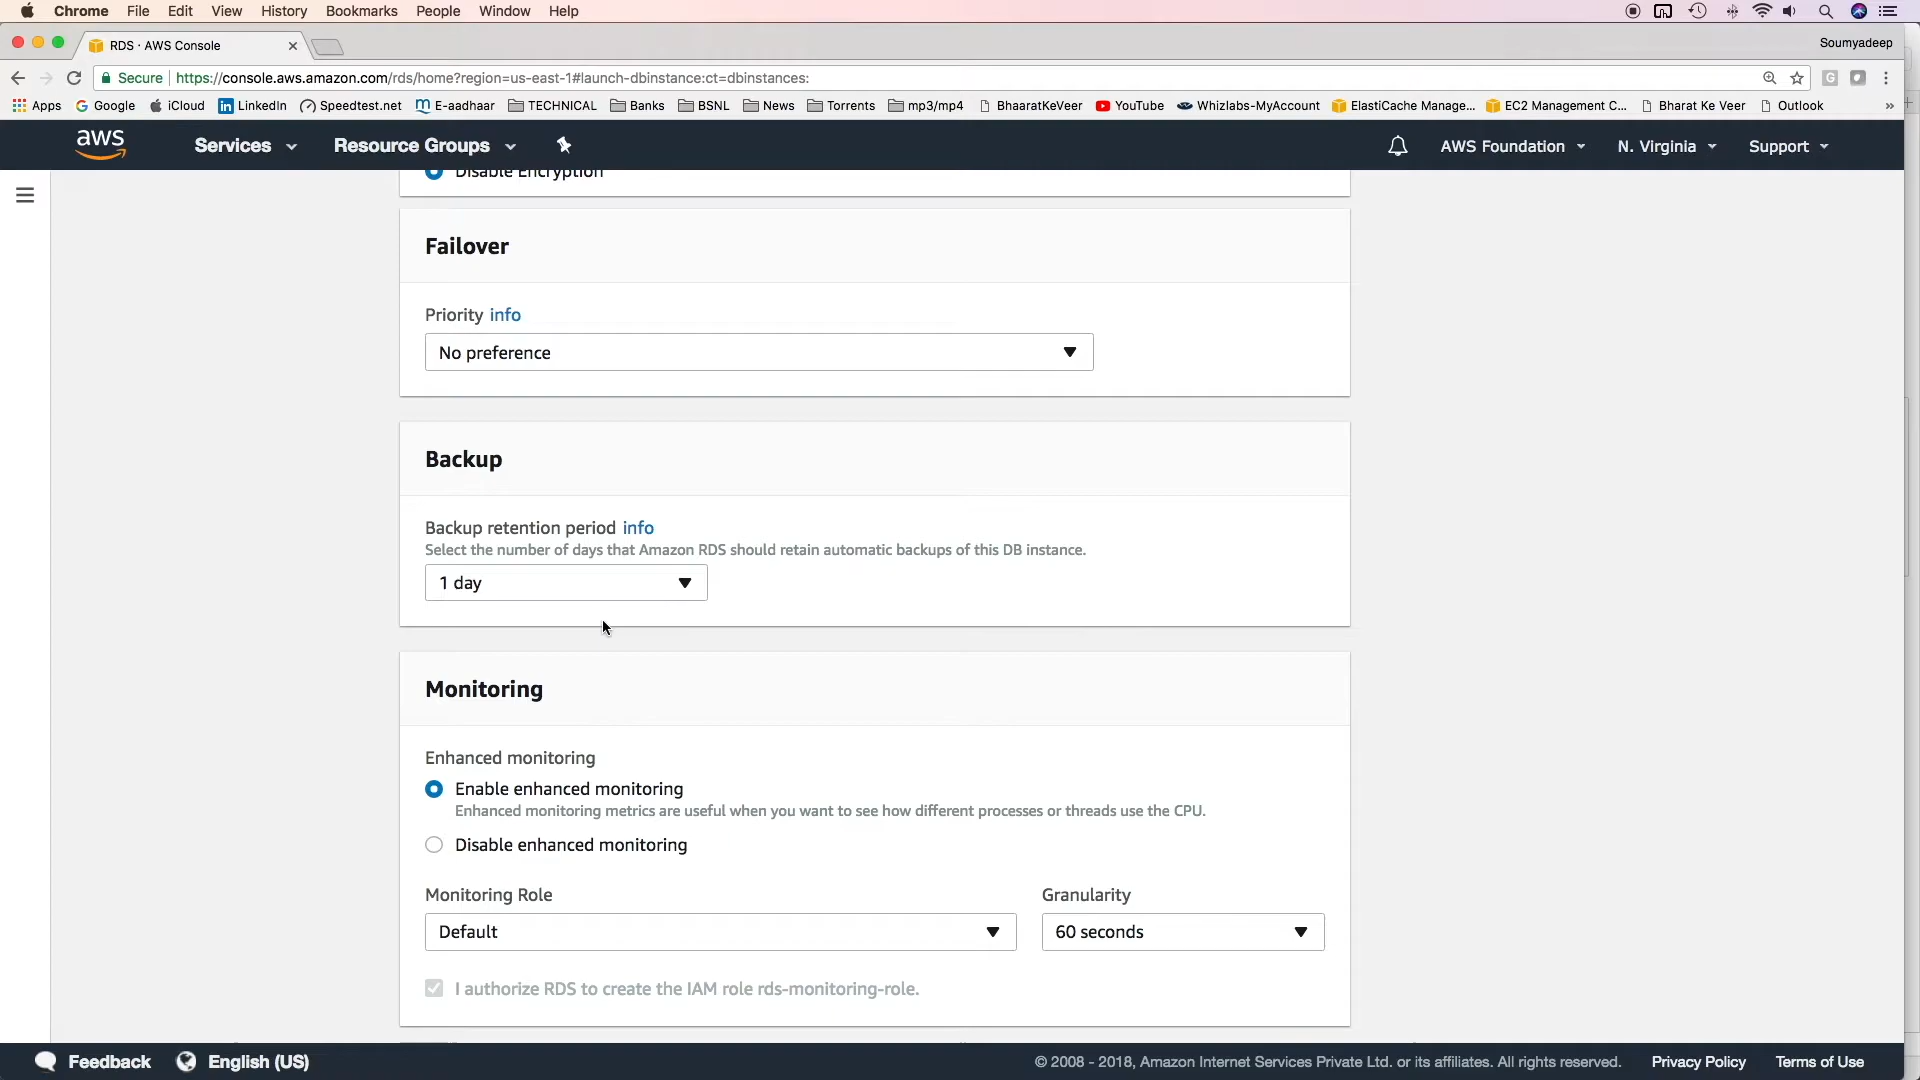 Chrome File Edit View History Bookmarks People Window Help
RDS · AWS Console
Soumyadeep
Secure https://console.aws.amazon.com/rds/home?region=us-east-1#launch-dbinstance:ct=dbinstances:
Apps Google iCloud LinkedIn Speedtest.net E-aadhaar TECHNICAL Banks BSNL News Torrents mp3/mp4 BhaaratKeVeer YouTube Whizlabs-MyAccount ElastiCache Manage... EC2 Management C... Bharat Ke Veer Outlook »
aws Services Resource Groups AWS Foundation N. Virginia Support
Disable Encryption
Failover
Priority info
No preference
Backup
Backup retention period info
Select the number of days that Amazon RDS should retain automatic backups of this DB instance.
1 day
Monitoring
Enhanced monitoring
Enable enhanced monitoring
Enhanced monitoring metrics are useful when you want to see how different processes or threads use the CPU.
Disable enhanced monitoring
Monitoring Role Granularity
Default 60 seconds
I authorize RDS to create the IAM role rds-monitoring-role.
Feedback English (US) © 2008 - 2018, Amazon Internet Services Private Ltd. or its affiliates. All rights reserved. Privacy Policy Terms of Use